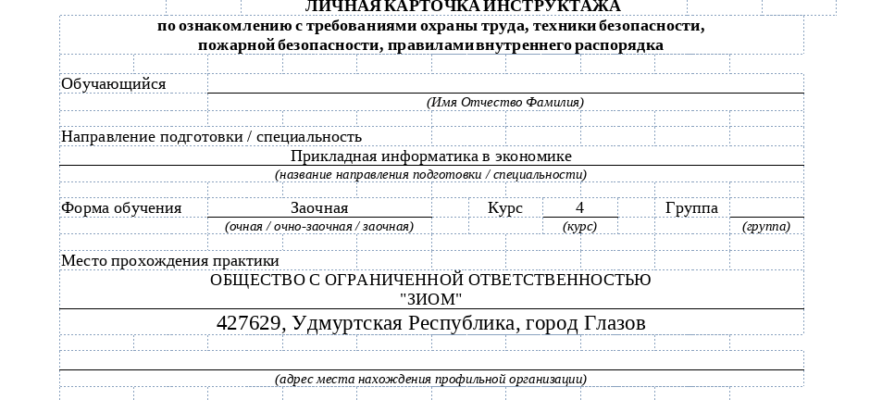 ЛИЧНАЯ КАРТОЧКА ИНСТРУКТАЖА
по ознакомлению с требованиями охраны труда, техники безопасности,
пожарной безопасности, правилами внутреннего распорядка
Обучающийся
(Имя Отчество Фамилия)
Направление подготовки / специальность
Прикладная информатика в экономике
(название направления подготовки / специальности)
Форма обучения Заочная Курс 4 Группа
(очная / очно-заочная / заочная) (курс) (группа)
Место прохождения практики
ОБЩЕСТВО С ОГРАНИЧЕННОЙ ОТВЕТСТВЕННОСТЬЮ
"ЗИОМ"
427629, Удмуртская Республика, город Глазов
(адрес места нахождения профильной организации)